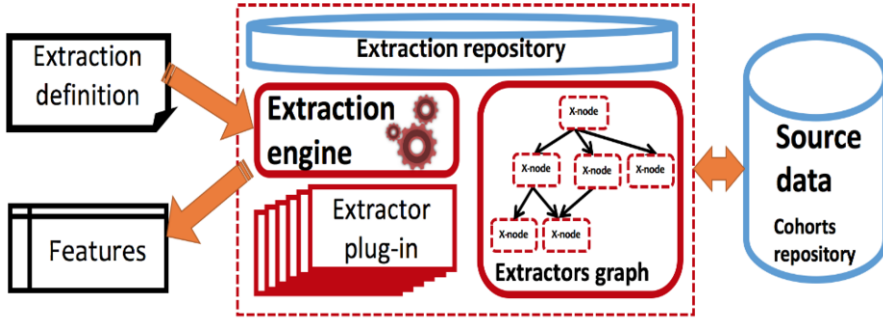 Extraction
definition
Features
Extraction repository
Extraction
engine
Extractor
plug-in
X-node
X-node
X-node
X-node
X-node
X-node
Extractors graph
Source
data
Cohorts
repository